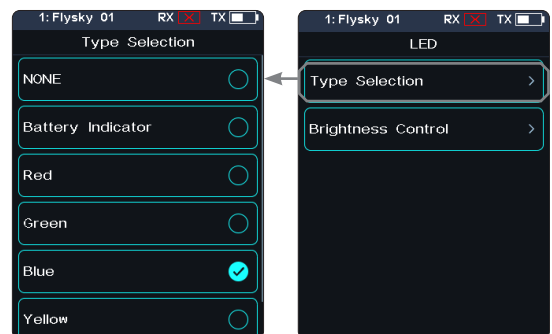 1: Flysky 01 RX TX
Type Selection
NONE
Battery Indicator
Red
Green
Blue
Yellow
1: Flysky 01 RX TX
LED
Type Selection
Brightness Control